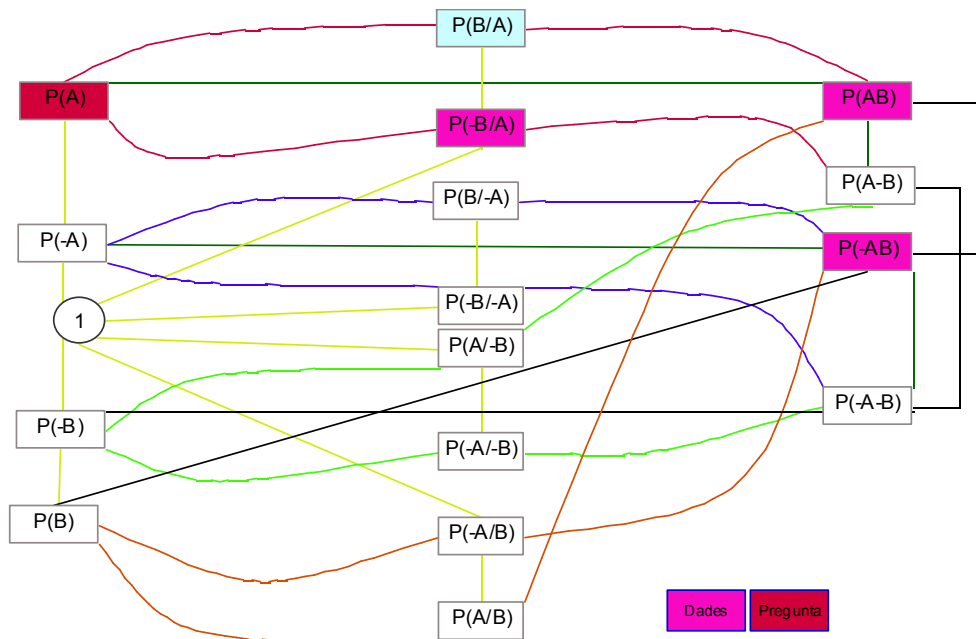 P(B/A)
P(A)
P(AB)
P(-B/A)
P(A-B)
P(B/-A)
P(-A)
P(-AB)
P(-B/-A)
1
P(A/-B)
P(-A-B)
P(-B)
P(-A/-B)
P(B)
P(-A/B)
P(A/B)
Dades
Pregunta